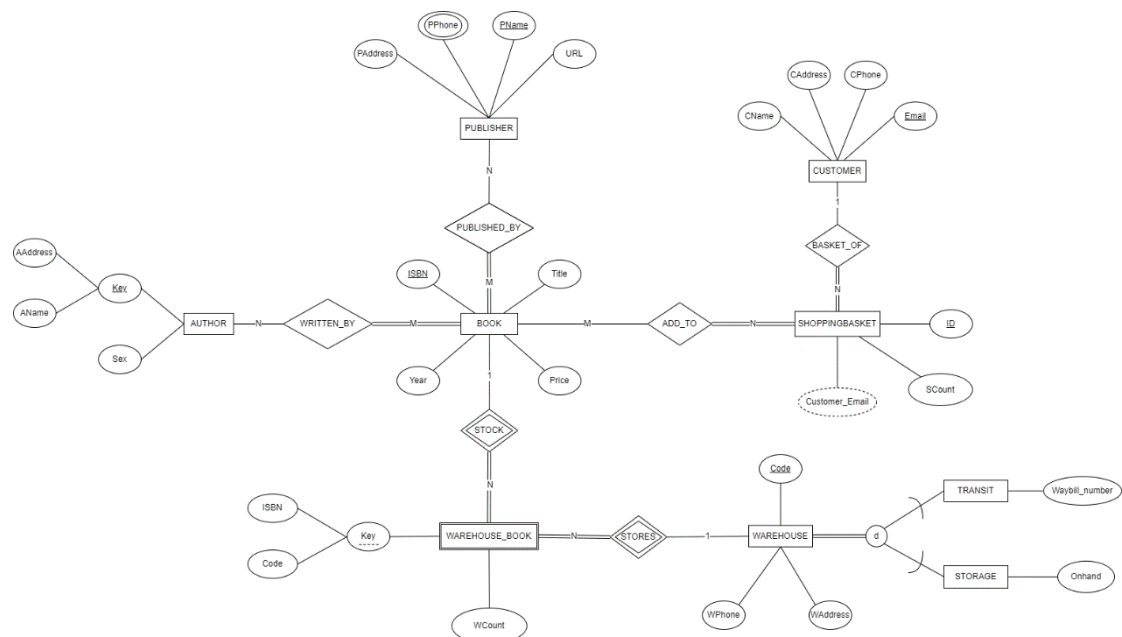 PPhone
PName
PAddress
URL
PUBLISHER
N
PUBLISHED_BY
M
CAddress
CPhone
CName
Email
CUSTOMER
1
BASKET_OF
N
AAddress
Key
AName
Sex
AUTHOR
N
WRITTEN_BY
M
ISBN
Title
BOOK
Year
Price
M
ADD_TO
N
SHOPPINGBASKET
ID
SCount
Customer_Email
1
STOCK
N
ISBN
Key
Code
WAREHOUSE_BOOK
WCount
N
STORES
1
Code
WAREHOUSE
WPhone
WAddress
d
TRANSIT
Waybill_number
STORAGE
Onhand